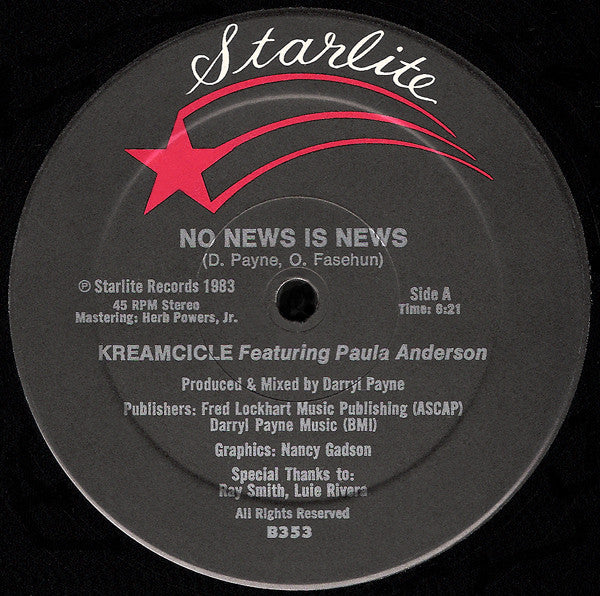 Starlite
NO NEWS IS NEWS
(D. Payne, O. Fasehun)
℗ Starlite Records 1983
45 RPM Stereo
Mastering: Herb Powers, Jr.
Side A
Time: 6:21
KREAMCICLE Featuring Paula Anderson
Produced & Mixed by Darryl Payne
Publishers: Fred Lockhart Music Publishing (ASCAP)
Darryl Payne Music (BMI)
Graphics: Nancy Gadson
Special Thanks to:
Ray Smith, Luie Rivera
All Rights Reserved
B353